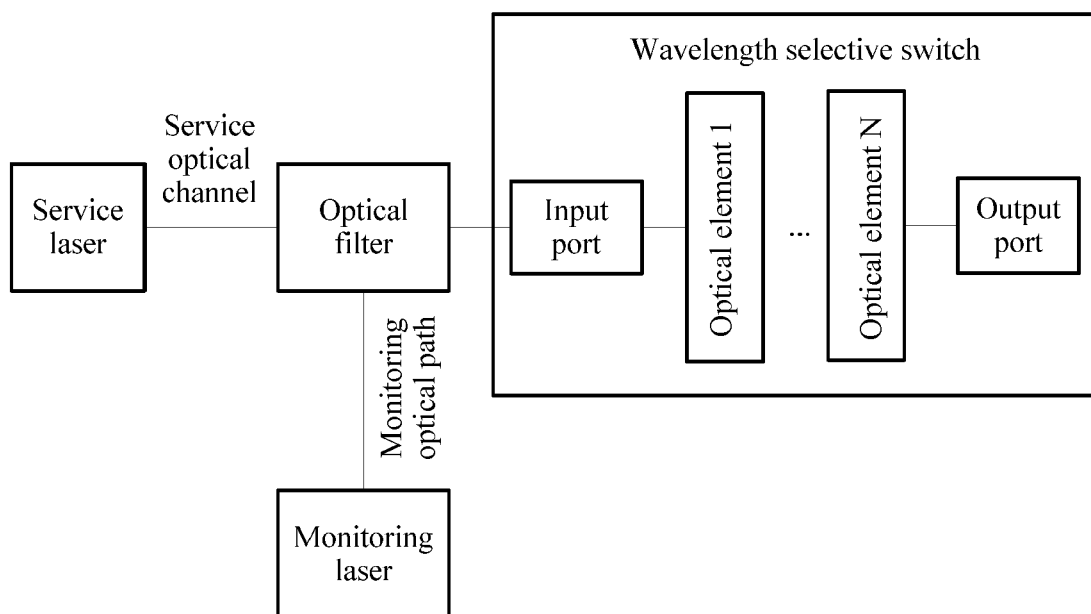 Wavelength selective switch
Service
optical
channel
Service
laser
Optical
filter
Input
port
Optical element 1
...
Optical element N
Output
port
Monitoring
optical path
Monitoring
laser